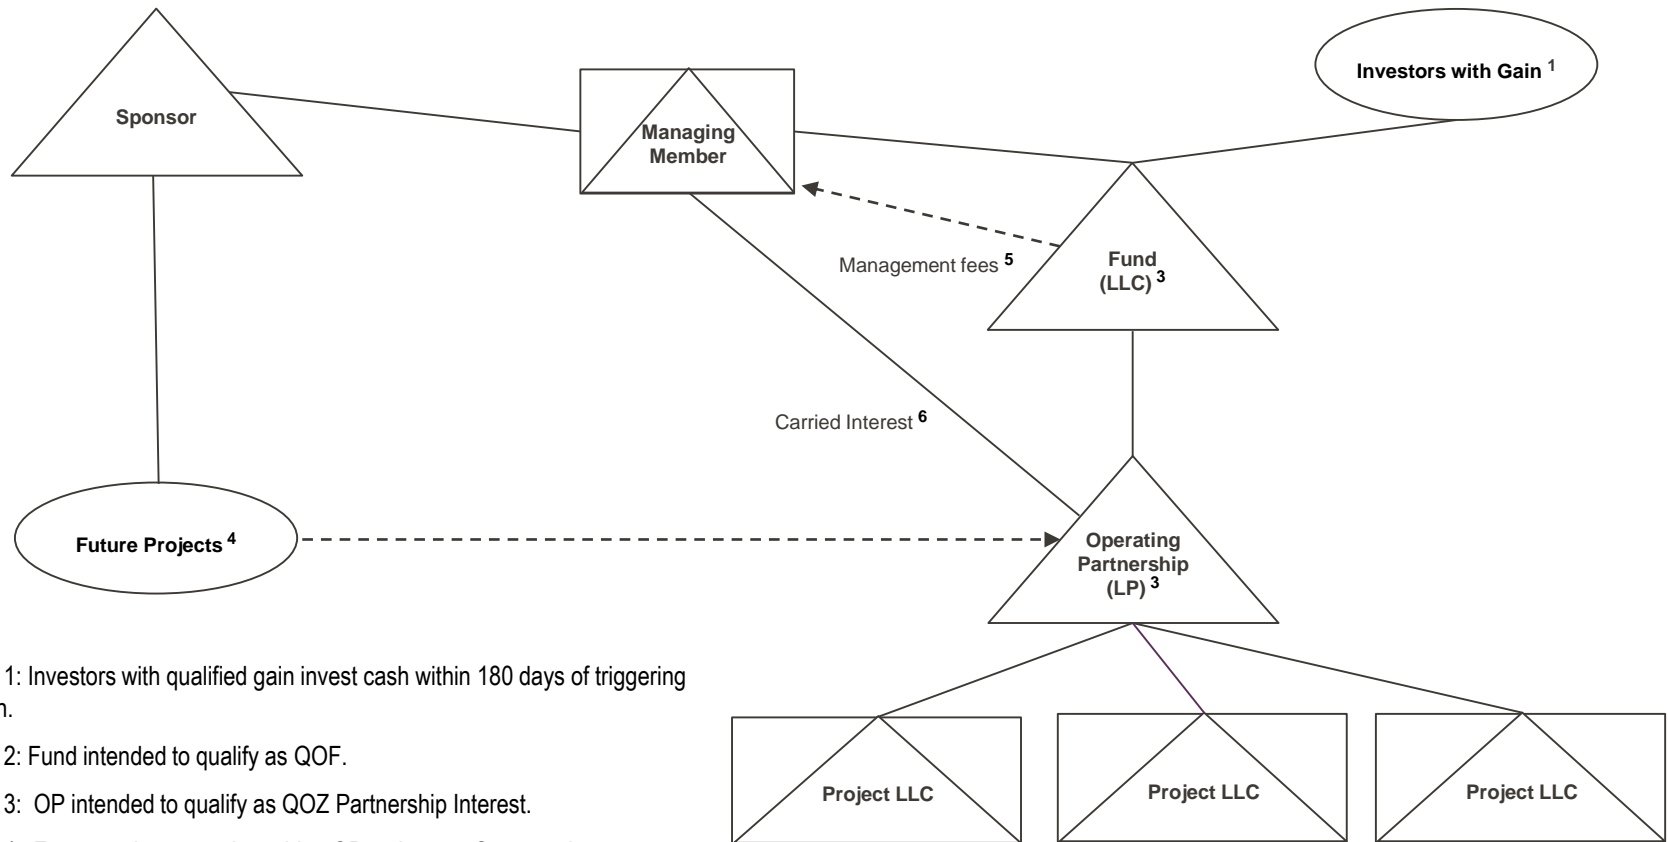 Investors with Gain 1
Sponsor
Managing
Member
Management fees 5
Fund
(LLC) 3
Carried Interest 6
Future Projects 4
Operating
Partnership
(LP) 3
1: Investors with qualified gain invest cash within 180 days of triggering
2: Fund intended to qualify as QOF.
3: OP intended to qualify as QOZ Partnership Interest.
Project LLC
Project LLC
Project LLC